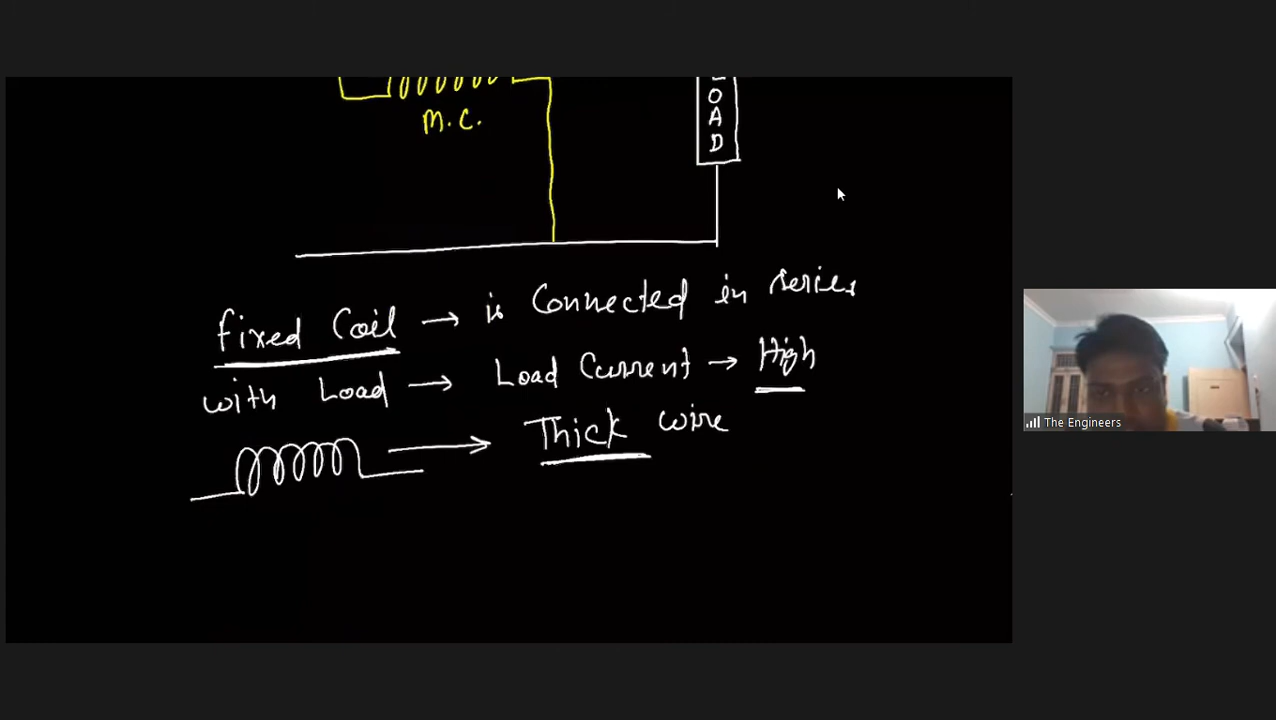 M.C.
OAD
fixed Coil → is Connected in series
with Load → Load Current → High
→ Thick wire
The Engineers